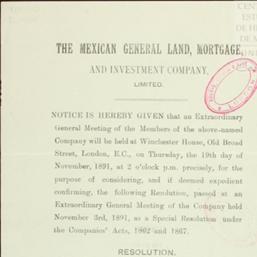 THE MEXICAN GENERAL LAND, MORTGAGE,
AND INVESTMENT COMPANY,
LIMITED.
NOTICE IS HEREBY GIVEN that an Extraordinary
General Meeting of the Members of the above-named
Company will be held at Winchester House, Old Broad
Street, London, E.C., on Thursday, the 19th day of
November, 1891, at 2 o'clock p.m. precisely, for the
purpose of considering, and if deemed expedient
confirming, the following Resolution, passed at an
Extraordinary General Meeting of the Company held
November 3rd, 1891, as a Special Resolution under
the Companies' Acts, 1862 and 1867.
RESOLUTION.